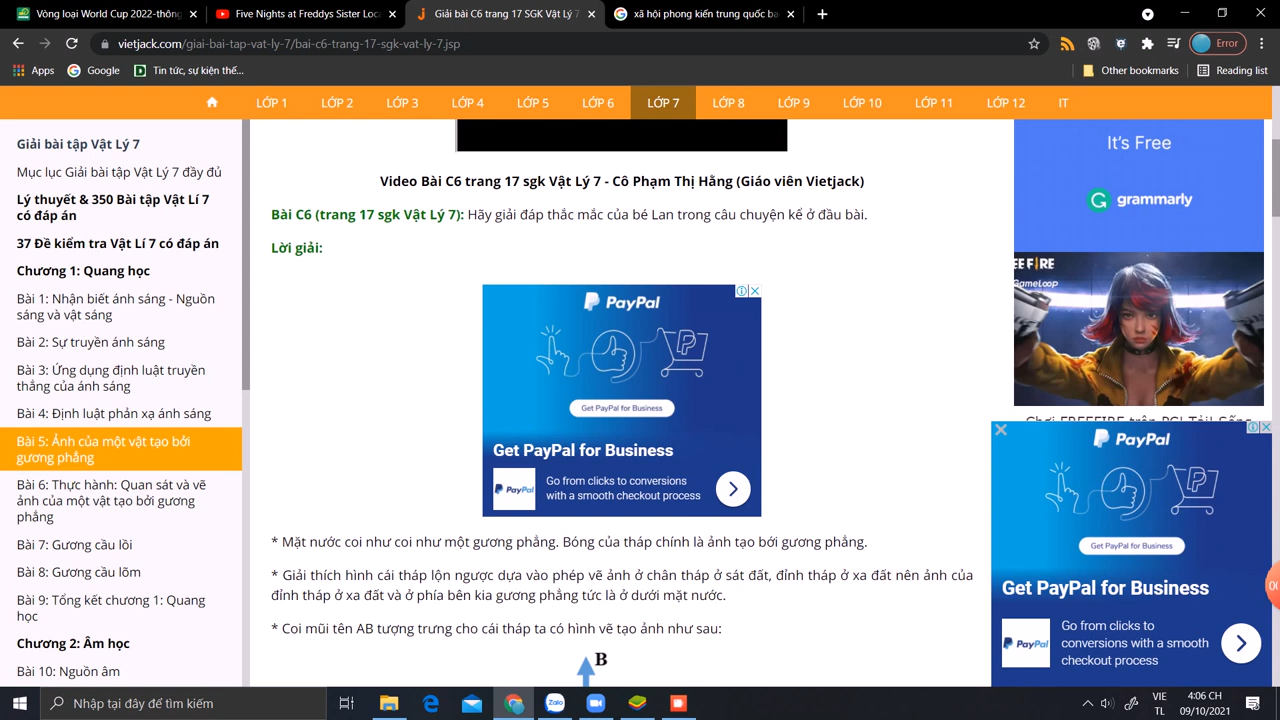 Bảng xếp hạng World Cup 2022-thông
Five Nights at Freddys Sister Loca
Giải bài C6 trang 17 SGK Vật Lý 7
xã hội phong kiến trung quốc bà
vietjack.com/giai-bai-tap-vat-ly-7/bai-c6-trang-17-sgk-vat-ly-7.jsp
Error
Apps
Google
Tin tức, sự kiện thế...
Other bookmarks
Reading list
LỚP 1
LỚP 2
LỚP 3
LỚP 4
LỚP 5
LỚP 6
LỚP 7
LỚP 8
LỚP 9
LỚP 10
LỚP 11
LỚP 12
IT
Giải bài tập Vật Lý 7
Mục lục Giải bài tập Vật Lý 7 đầy đủ
Lý thuyết & 350 Bài tập Vật Lí 7
có đáp án
37 Đề kiểm tra Vật Lí 7 có đáp án
Chương 1: Quang học
Bài 1: Nhận biết ánh sáng - Nguồn
sáng và vật sáng
Bài 2: Sự truyền ánh sáng
Bài 3: Ứng dụng định luật truyền
thẳng của ánh sáng
Bài 4: Định luật phản xạ ánh sáng
Bài 5: Ảnh của một vật tạo bởi
gương phẳng
Bài 6: Thực hành: Quan sát và vẽ
ảnh của một vật tạo bởi gương
phẳng
Bài 7: Gương cầu lồi
Bài 8: Gương cầu lõm
Bài 9: Tổng kết chương 1: Quang
học
Chương 2: Âm học
Bài 10: Nguồn âm
Video Bài C6 trang 17 sgk Vật Lý 7 - Cô Phạm Thị Hằng (Giáo viên Vietjack)
Bài C6 (trang 17 sgk Vật Lý 7): Hãy giải đáp thắc mắc của bé Lan trong câu chuyện kể ở đầu bài.
Lời giải:
PayPal
Get PayPal for Business
Get PayPal for Business
PayPal
Go from clicks to conversions
with a smooth checkout process
* Mặt nước coi như coi như một gương phẳng. Bóng của tháp chính là ảnh tạo bới gương phẳng.
* Giải thích hình cái tháp lộn ngược dựa vào phép vẽ ảnh ở chân tháp ở sát đất, đỉnh tháp ở xa đất nên ảnh của
đỉnh tháp ở xx đất và ở phía bên kia gương phẳng tức là ở dưới mặt nước.
* Coi mũi tên AB tượng trưng cho cái tháp ta có hình vẽ tạo ảnh như sau:
B
It's Free
grammarly
EE FIRE
GameLoop
PayPal
Get PayPal for Business
Get PayPal for Business
PayPal
Go from clicks to
conversions with a smooth
checkout process
Nhập tại đây để tìm kiếm
Zalo
VIE
TL
4:06 CH
09/10/2021